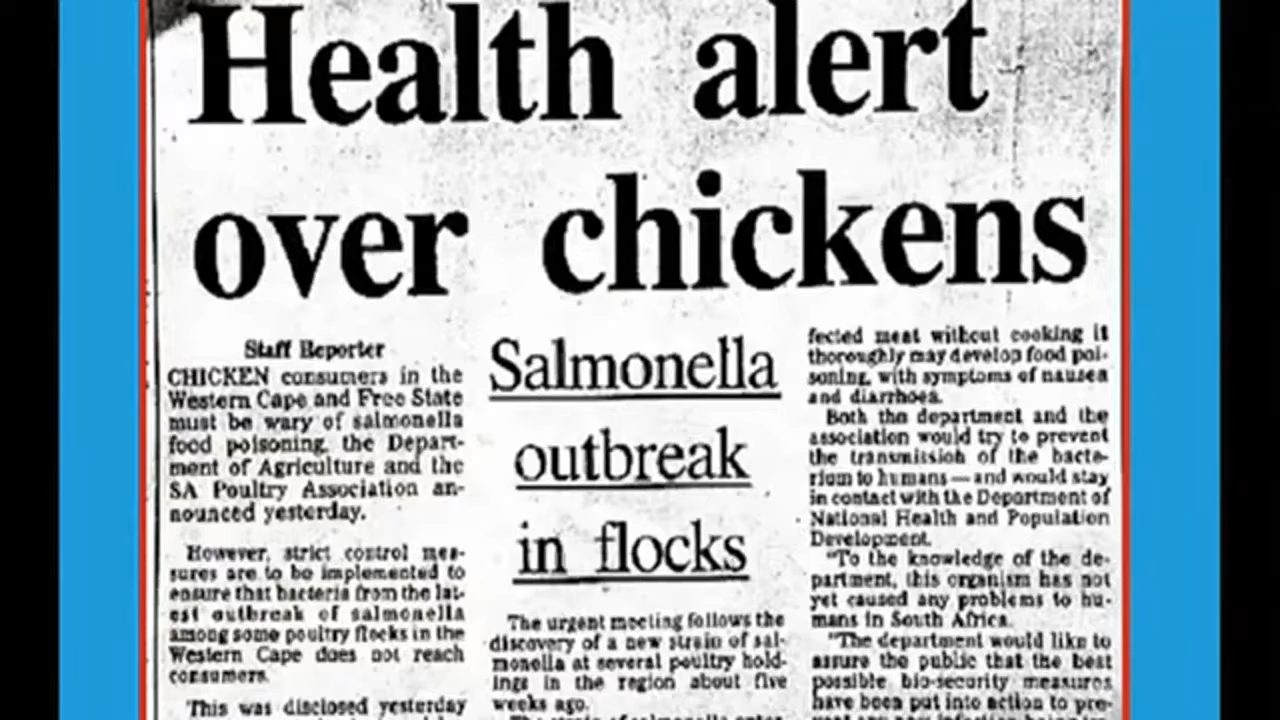 Health alert
over chickens
Staff Reporter
CHICKEN consumers in the
Western Cape and Free State
must be wary of salmonella
food poisoning, the Depart-
ment of Agriculture and the
SA Poultry Association an-
nounced yesterday.
However, strict control mea-
sures are to be implemented to
ensure that bacteria from the lat-
est outbreak of salmonella
among some poultry flocks in the
Western Cape does not reach
consumers.
This was disclosed yesterday
Salmonella
outbreak
in flocks
The urgent meeting follows the
discovery of a new strain of sal-
monella at several poultry hold-
ings in the region about five
weeks ago.
fected meat without cooking it
thoroughly may develop food poi-
soning, with symptoms of nausea
and diarrhoea.
Both the department and the
association would try to prevent
the transmission of the bacte-
rium to humans — and would stay
in contact with the Department of
National Health and Population
Development.
"To the knowledge of the de-
partment, this organism has not
yet caused any problems to hu-
mans in South Africa.
"The department would like to
assure the public that the best
possible bio-security measures
have been put into action to pre-